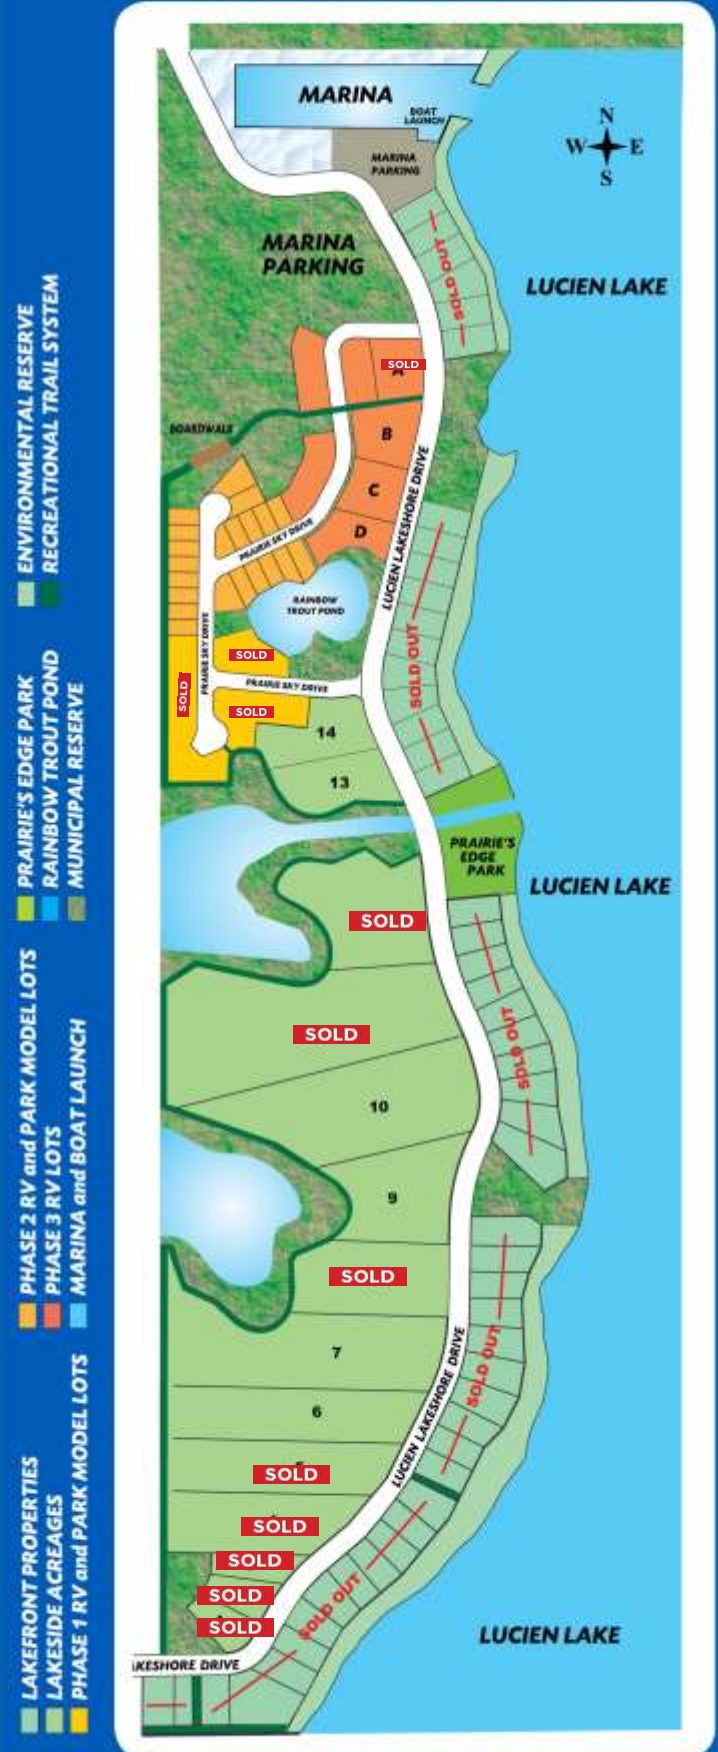 MARINA
BOAT
LAUNCH
MARINA
PARKING
N
W E
S
MARINA
PARKING
SOLD OUT
LUCIEN LAKE
SOLD
BOARDWALK
B
C
D
LUCIEN LAKESHORE DRIVE
PRAIRIE SKY DRIVE
RAINBOW
TROUT POND
PRAIRIE SKY DRIVE
SOLD
SOLD
PRAIRIE SKY DRIVE
SOLD
SOLD OUT
14
13
PRAIRIE'S
EDGE
PARK
LUCIEN LAKE
SOLD
SOLD
SOLD OUT
10
9
SOLD
7
6
SOLD OUT
LUCIEN LAKESHORE DRIVE
SOLD
SOLD
SOLD
SOLD
SOLD
SOLD OUT
LUCIEN LAKE
AKESHORE DRIVE
LAKEFRONT PROPERTIES
LAKESIDE ACREAGES
PHASE 1 RV and PARK MODEL LOTS
PHASE 2 RV and PARK MODEL LOTS
PHASE 3 RV LOTS
MARINA and BOAT LAUNCH
PRAIRIE'S EDGE PARK
RAINBOW TROUT POND
MUNICIPAL RESERVE
ENVIRONMENTAL RESERVE
RECREATIONAL TRAIL SYSTEM